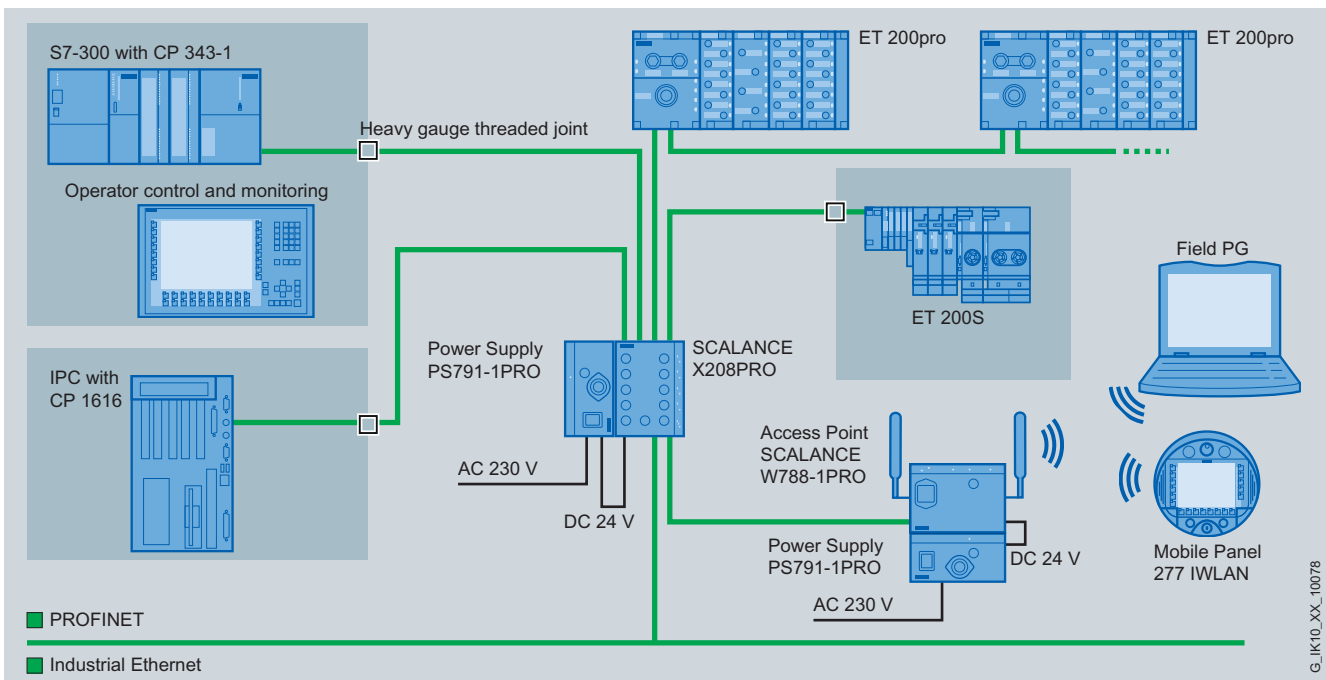 S7-300 with CP 343-1
Heavy gauge threaded joint
Operator control and monitoring
ET 200pro
ET 200pro
ET 200S
Field PG
IPC with
CP 1616
Power Supply
PS791-1PRO
SCALANCE
X208PRO
AC 230 V
DC 24 V
Access Point
SCALANCE
W788-1PRO
Power Supply
PS791-1PRO
DC 24 V
AC 230 V
Mobile Panel
277 IWLAN
PROFINET
Industrial Ethernet
G_IK10_XX_10078